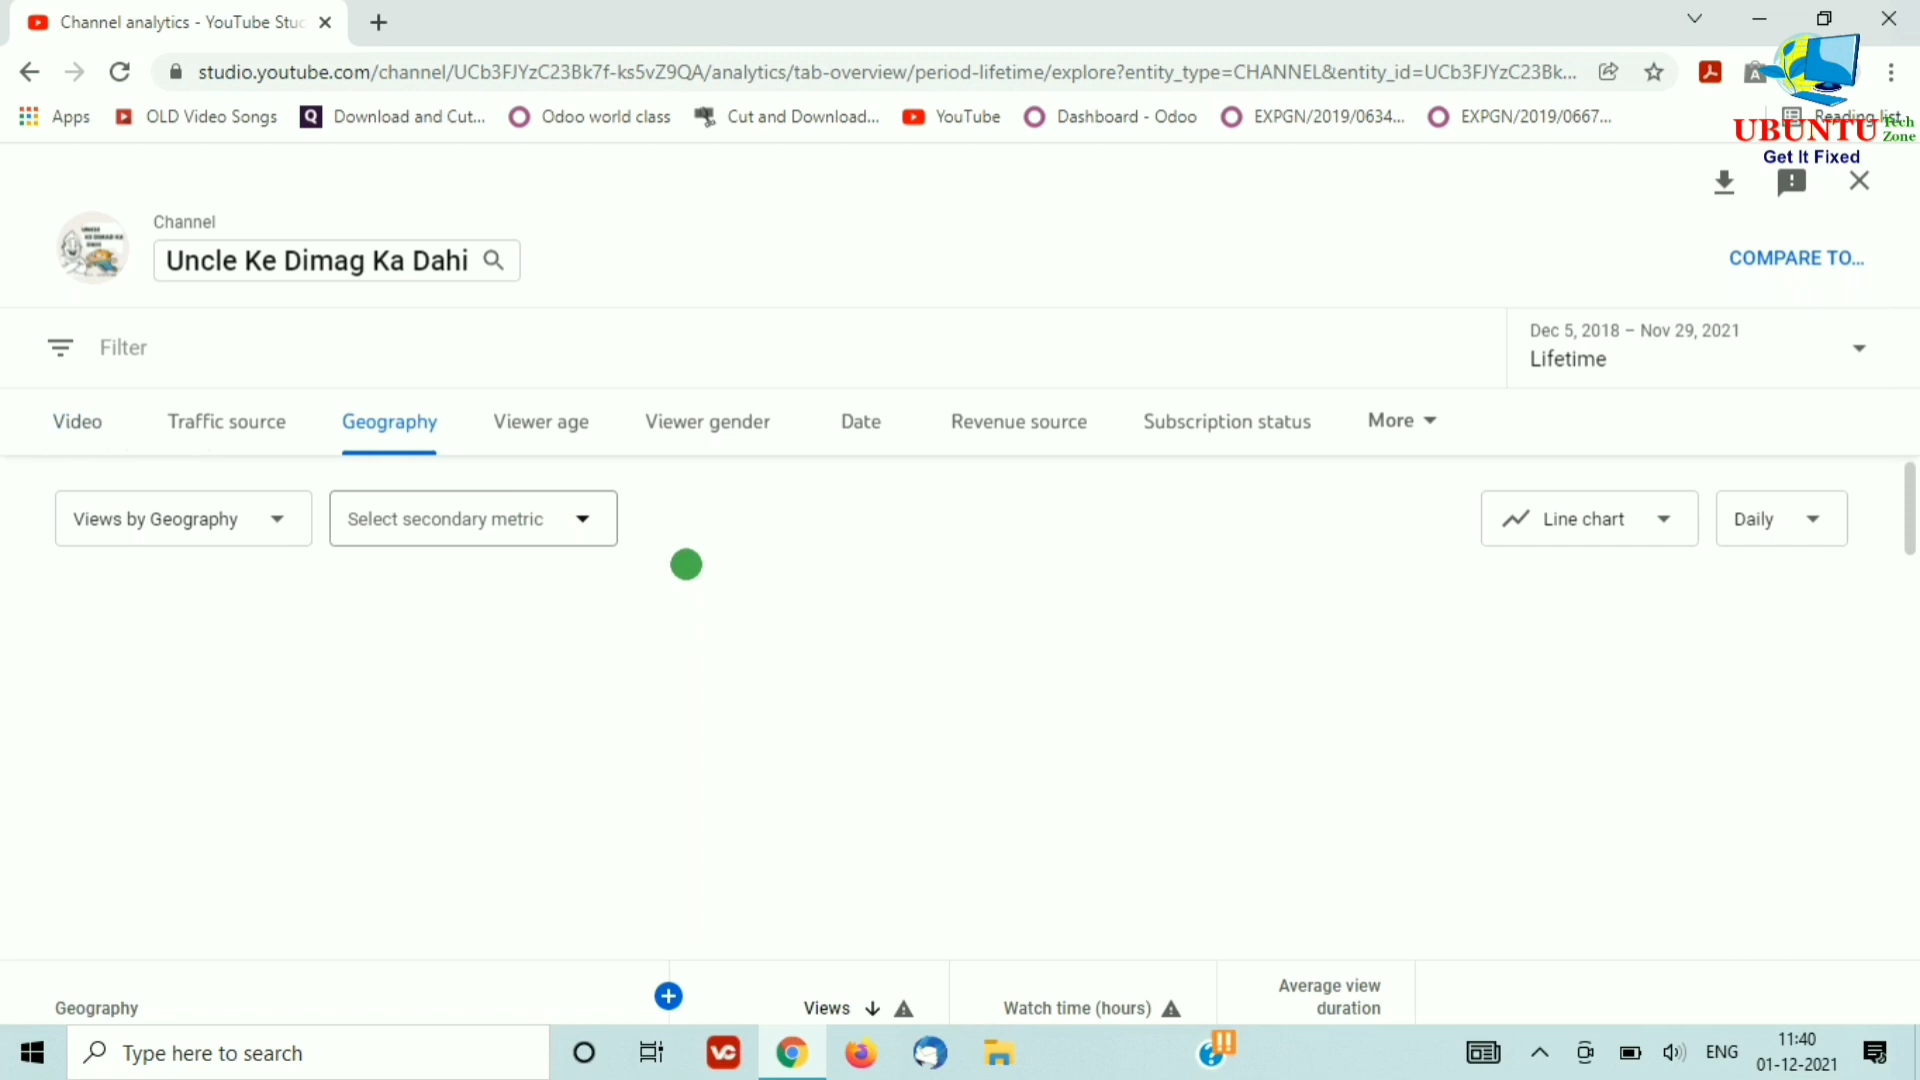 Channel analytics - YouTube Stu
studio.youtube.com/channel/UCb3FJYzC23Bk7f-ks5vZ9QA/analytics/tab-overview/period-lifetime/explore?entity_type=CHANNEL&entity_id=UCb3FJYzC23Bk...
Apps OLD Video Songs Download and Cut... Odoo world class Cut and Download... YouTube Dashboard - Odoo EXPGN/2019/0634... EXPGN/2019/0667... Reading list
UBUNTU Tech Zone
Get It Fixed
Channel
Uncle Ke Dimag Ka Dahi
COMPARE TO...
Filter
Dec 5, 2018 – Nov 29, 2021
Lifetime
Video Traffic source Geography Viewer age Viewer gender Date Revenue source Subscription status More
Views by Geography Select secondary metric Line chart Daily
Geography Views Watch time (hours) Average view duration
Type here to search
ENG
11:40
01-12-2021